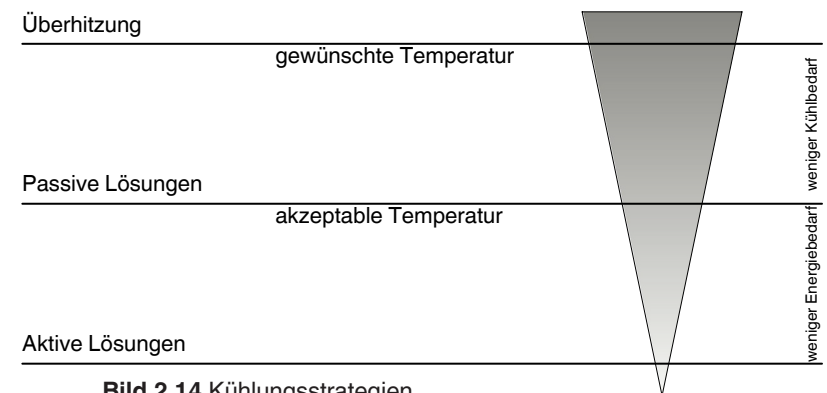 Überhitzung
gewünschte Temperatur
weniger Kühlbedarf
Passive Lösungen
akzeptable Temperatur
weniger Energiebedarf
Aktive Lösungen
Bild 2.14 Kühlungsstrategien